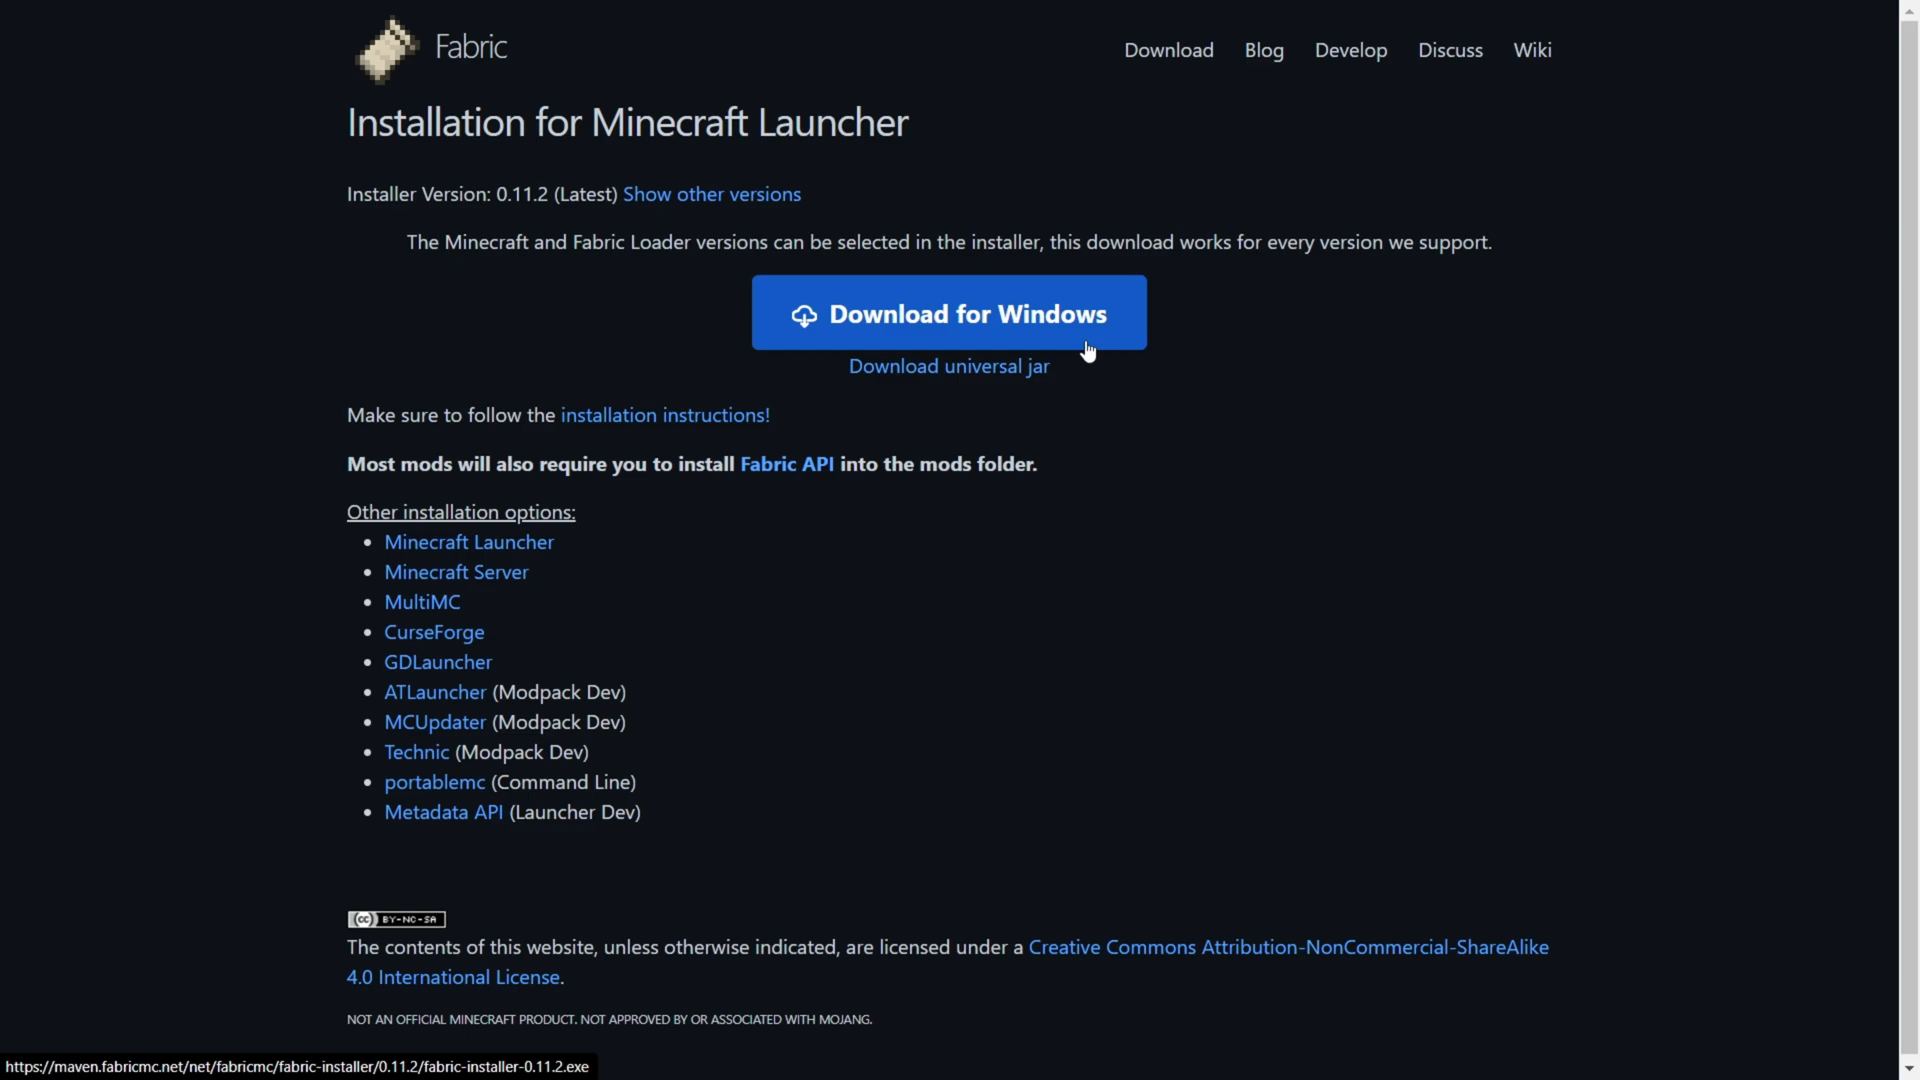 Fabric
Download Blog Develop Discuss Wiki
Installation for Minecraft Launcher
Installer Version: 0.11.2 (Latest) Show other versions
The Minecraft and Fabric Loader versions can be selected in the installer, this download works for every version we support.
Download for Windows
Download universal jar
Make sure to follow the installation instructions!
Most mods will also require you to install Fabric API into the mods folder.
Other installation options:
• Minecraft Launcher
• Minecraft Server
• MultiMC
• CurseForge
• GDLauncher
• ATLauncher (Modpack Dev)
• MCUpdater (Modpack Dev)
• Technic (Modpack Dev)
• portablemc (Command Line)
• Metadata API (Launcher Dev)
cc BY-NC-SA
The contents of this website, unless otherwise indicated, are licensed under a Creative Commons Attribution-NonCommercial-ShareAlike
4.0 International License.
NOT AN OFFICIAL MINECRAFT PRODUCT. NOT APPROVED BY OR ASSOCIATED WITH MOJANG.
https://maven.fabricmc.net/net/fabricmc/fabric-installer/0.11.2/fabric-installer-0.11.2.exe